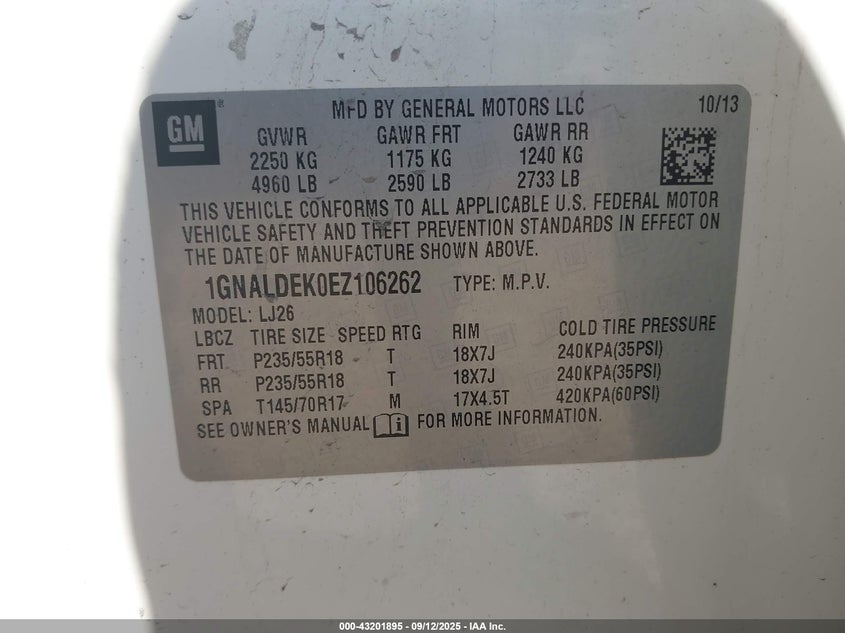 GM ® MFD BY GENERAL MOTORS LLC 10/13
GVWR GAWR FRT GAWR RR
2250 KG 1175 KG 1240 KG
4960 LB 2590 LB 2733 LB
THIS VEHICLE CONFORMS TO ALL APPLICABLE U.S. FEDERAL MOTOR
VEHICLE SAFETY AND THEFT PREVENTION STANDARDS IN EFFECT ON
THE DATE OF MANUFACTURE SHOWN ABOVE.
1GNALDEK0EZ106262 TYPE: M.P.V.
MODEL: LJ26
LBCZ TIRE SIZE SPEED RTG RIM COLD TIRE PRESSURE
FRT P235/55R18 T 18X7J 240KPA(35PSI)
RR P235/55R18 T 18X7J 240KPA(35PSI)
SPA T145/70R17 M 17X4.5T 420KPA(60PSI)
SEE OWNER'S MANUAL i FOR MORE INFORMATION.
000-43201895 - 09/12/2025 - IAA Inc.